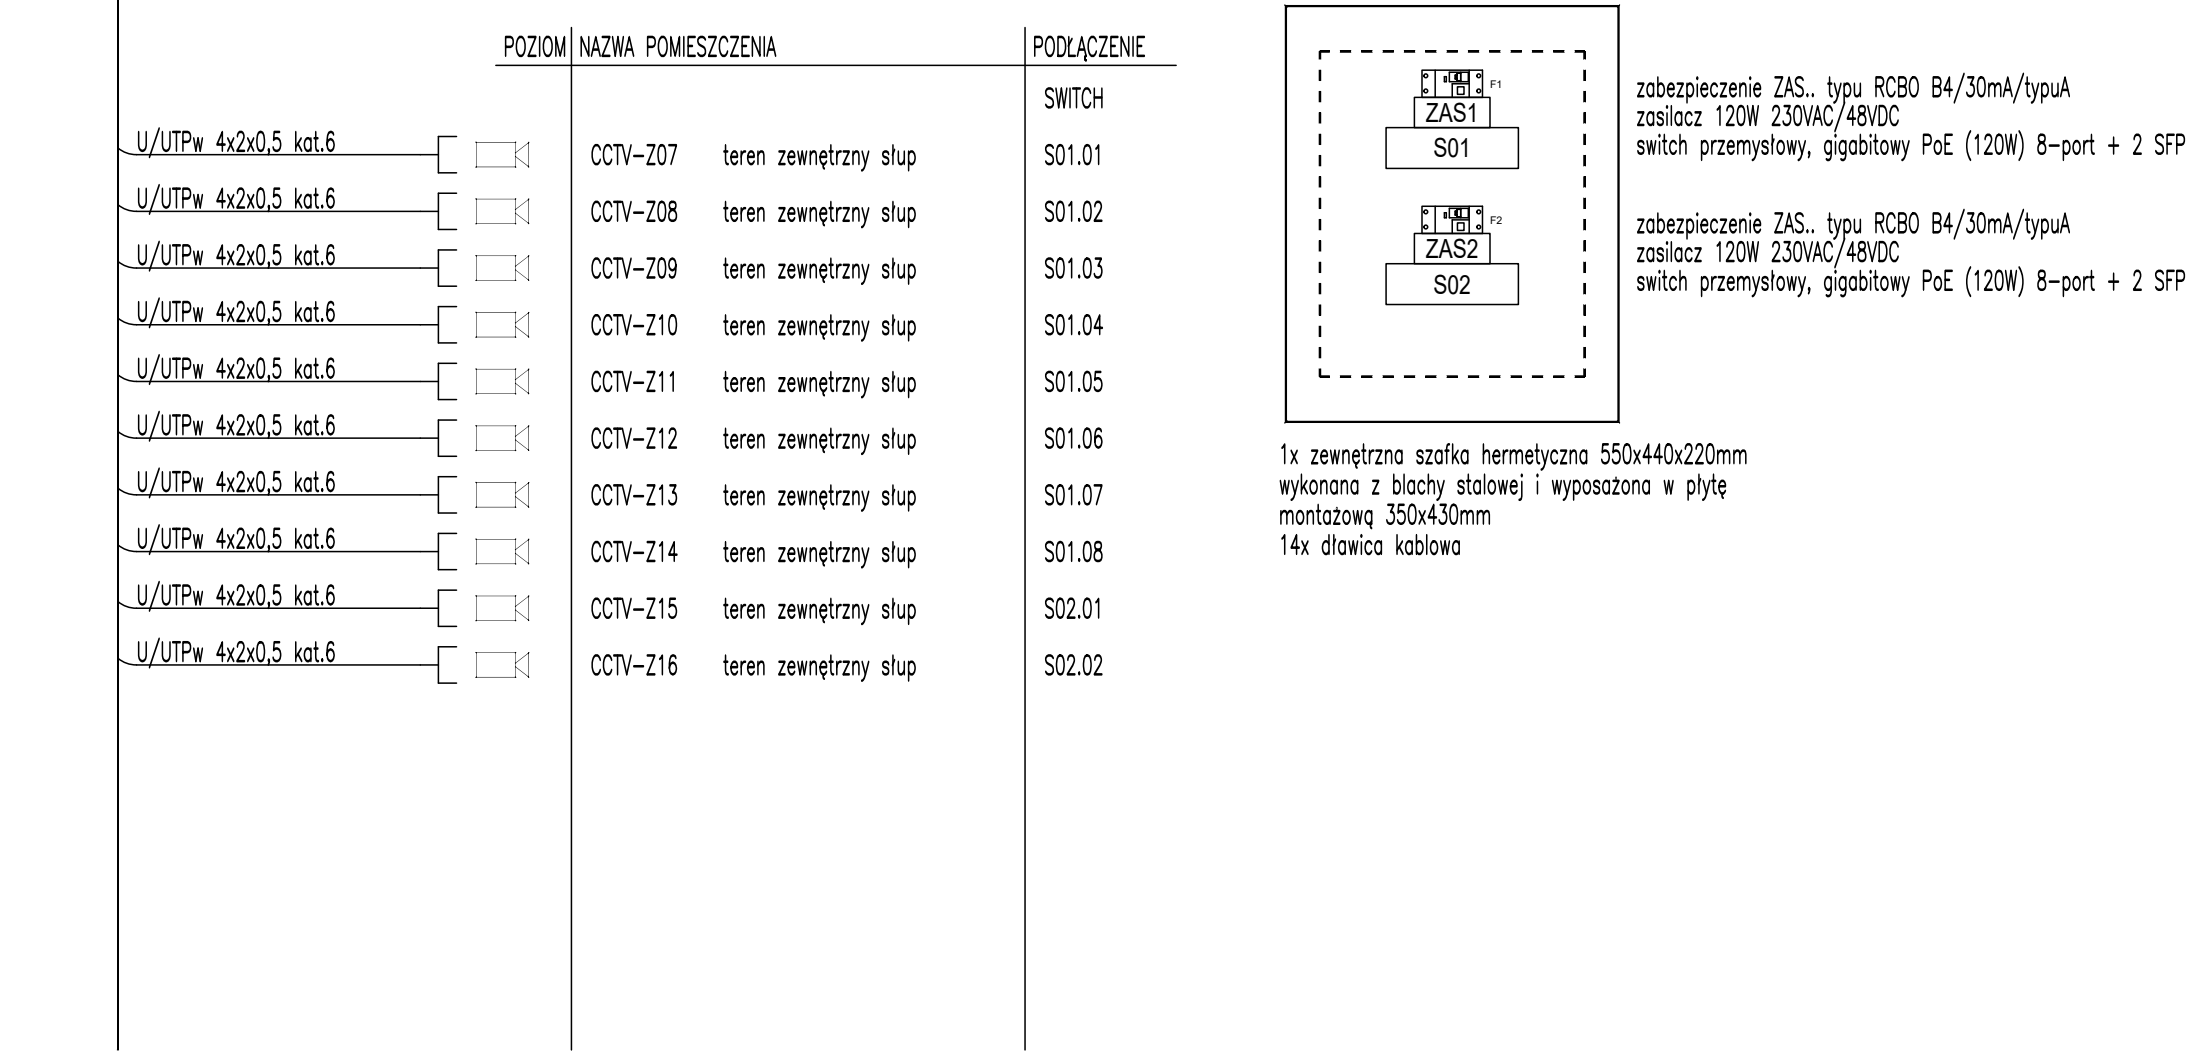 POZIOM NAZWA POMIESZCZENIA PODŁĄCZENIE
SWITCH
U/UTPw 4x2x0,5 kat.6 CCTV-Z07 teren zewnętrzny słup S01.01
U/UTPw 4x2x0,5 kat.6 CCTV-Z08 teren zewnętrzny słup S01.02
U/UTPw 4x2x0,5 kat.6 CCTV-Z09 teren zewnętrzny słup S01.03
U/UTPw 4x2x0,5 kat.6 CCTV-Z10 teren zewnętrzny słup S01.04
U/UTPw 4x2x0,5 kat.6 CCTV-Z11 teren zewnętrzny słup S01.05
U/UTPw 4x2x0,5 kat.6 CCTV-Z12 teren zewnętrzny słup S01.06
U/UTPw 4x2x0,5 kat.6 CCTV-Z13 teren zewnętrzny słup S01.07
U/UTPw 4x2x0,5 kat.6 CCTV-Z14 teren zewnętrzny słup S01.08
U/UTPw 4x2x0,5 kat.6 CCTV-Z15 teren zewnętrzny słup S02.01
U/UTPw 4x2x0,5 kat.6 CCTV-Z16 teren zewnętrzny słup S02.02
F1
ZAS1
S01
zabezpieczenie ZAS.. typu RCBO B4/30mA/typuA
zasilacz 120W 230VAC/48VDC
switch przemysłowy, gigabitowy PoE (120W) 8-port + 2 SFP
F2
ZAS2
S02
zabezpieczenie ZAS.. typu RCBO B4/30mA/typuA
zasilacz 120W 230VAC/48VDC
switch przemysłowy, gigabitowy PoE (120W) 8-port + 2 SFP
1x zewnętrzna szafka hermetyczna 550x440x220mm
wykonana z blachy stalowej i wyposażona w płytę
montażową 350x430mm
14x dławica kablowa